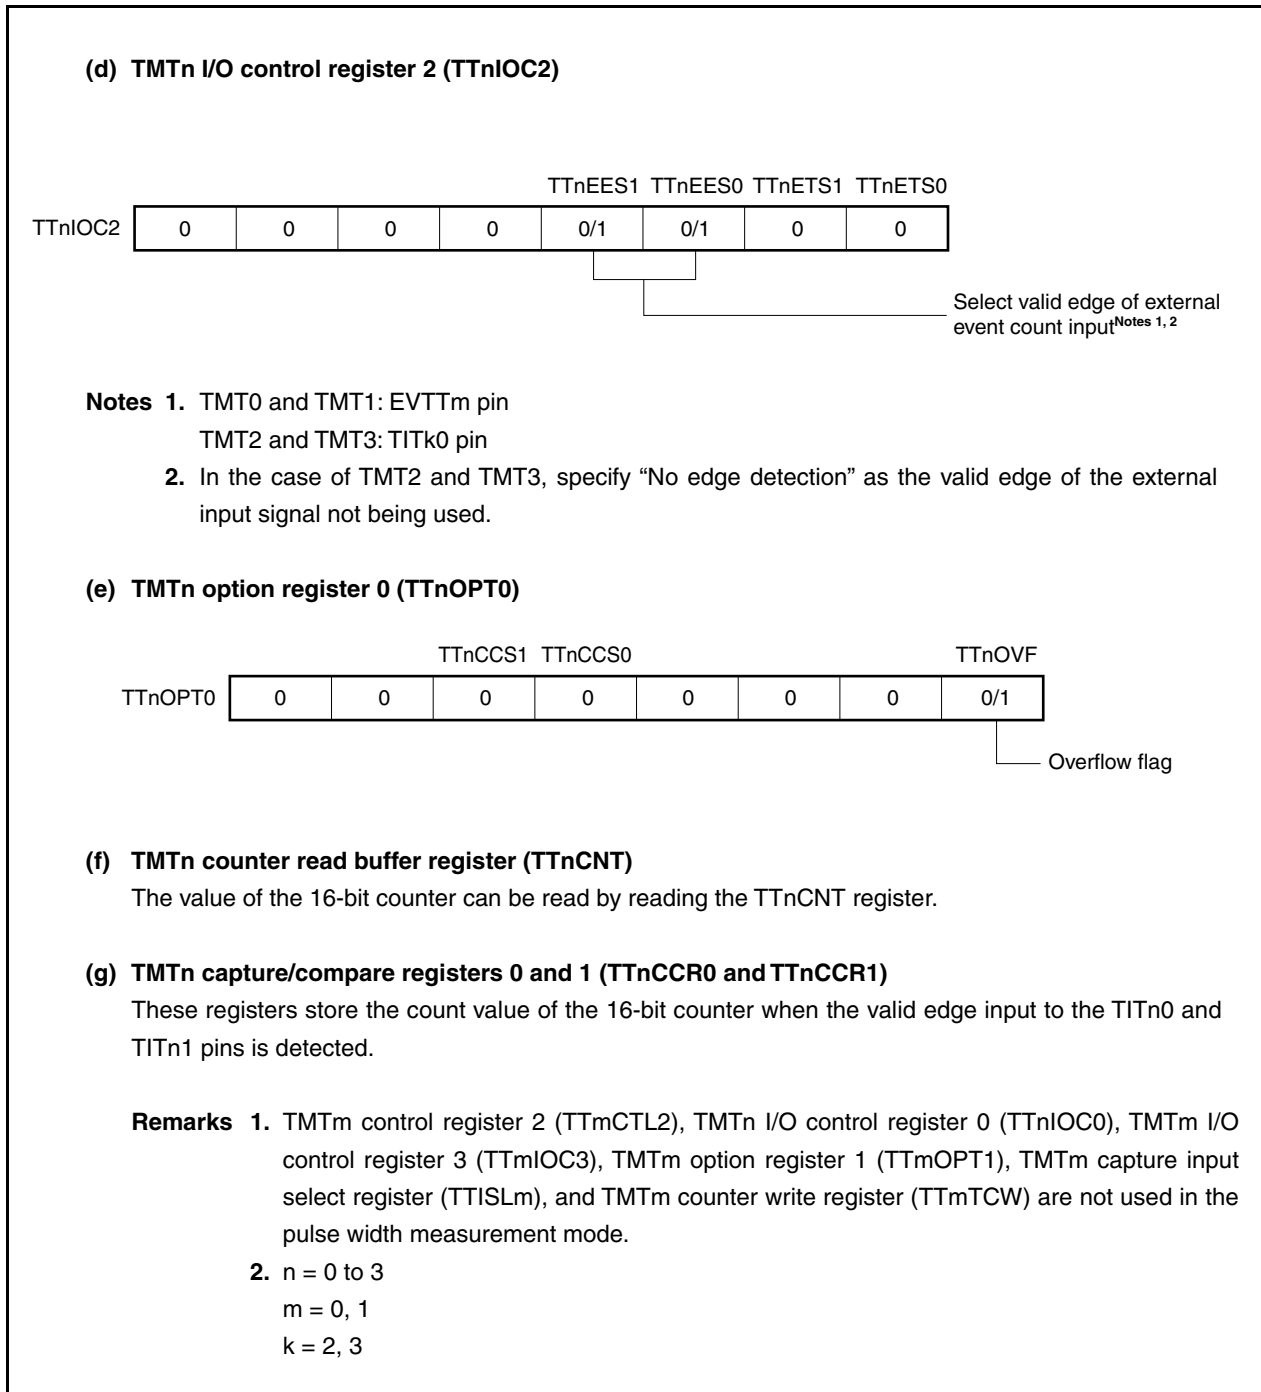 (d) TMTn I/O control register 2 (TTnIOC2)
TTnEES1 TTnEES0 TTnETS1 TTnETS0
TTnIOC2 0 0 0 0 0/1 0/1 0 0
Select valid edge of external
event count inputNotes 1, 2
Notes 1. TMT0 and TMT1: EVTTm pin
TMT2 and TMT3: TITk0 pin
2. In the case of TMT2 and TMT3, specify “No edge detection” as the valid edge of the external
input signal not being used.
(e) TMTn option register 0 (TTnOPT0)
TTnCCS1 TTnCCS0 TTnOVF
TTnOPT0 0 0 0 0 0 0 0 0/1
Overflow flag
(f) TMTn counter read buffer register (TTnCNT)
The value of the 16-bit counter can be read by reading the TTnCNT register.
(g) TMTn capture/compare registers 0 and 1 (TTnCCR0 and TTnCCR1)
These registers store the count value of the 16-bit counter when the valid edge input to the TITn0 and
TITn1 pins is detected.
Remarks 1. TMTm control register 2 (TTmCTL2), TMTn I/O control register 0 (TTnIOC0), TMTm I/O
control register 3 (TTmIOC3), TMTm option register 1 (TTmOPT1), TMTm capture input
select register (TTISLm), and TMTm counter write register (TTmTCW) are not used in the
pulse width measurement mode.
2. n = 0 to 3
m = 0, 1
k = 2, 3